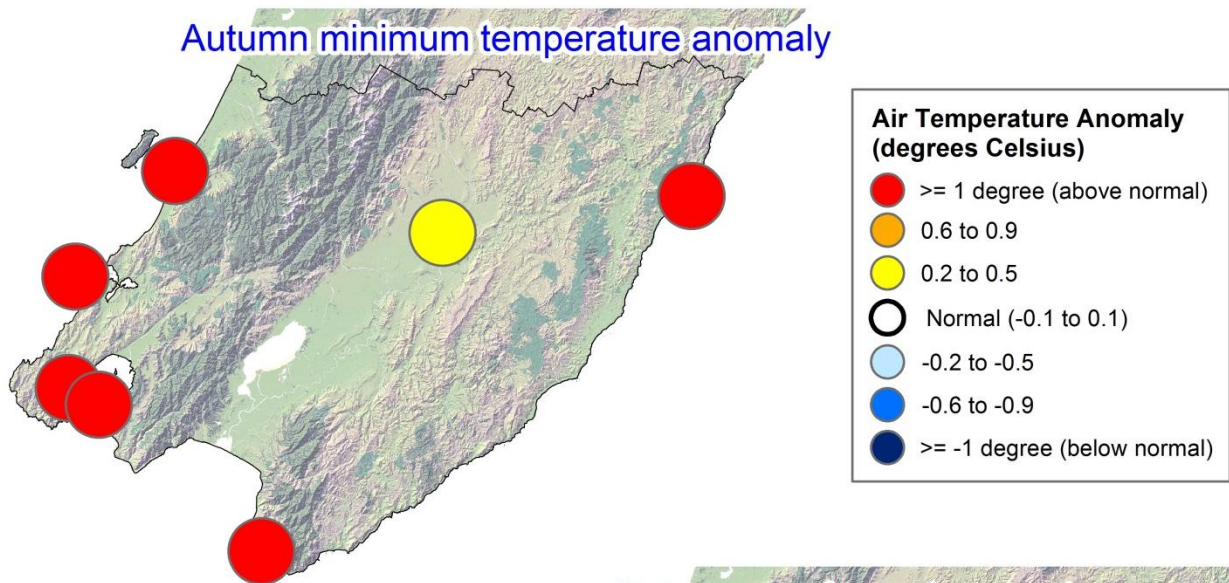 Autumn minimum temperature anomaly
Air Temperature Anomaly
(degrees Celsius)
>= 1 degree (above normal)
0.6 to 0.9
0.2 to 0.5
Normal (-0.1 to 0.1)
-0.2 to -0.5
-0.6 to -0.9
>= -1 degree (below normal)